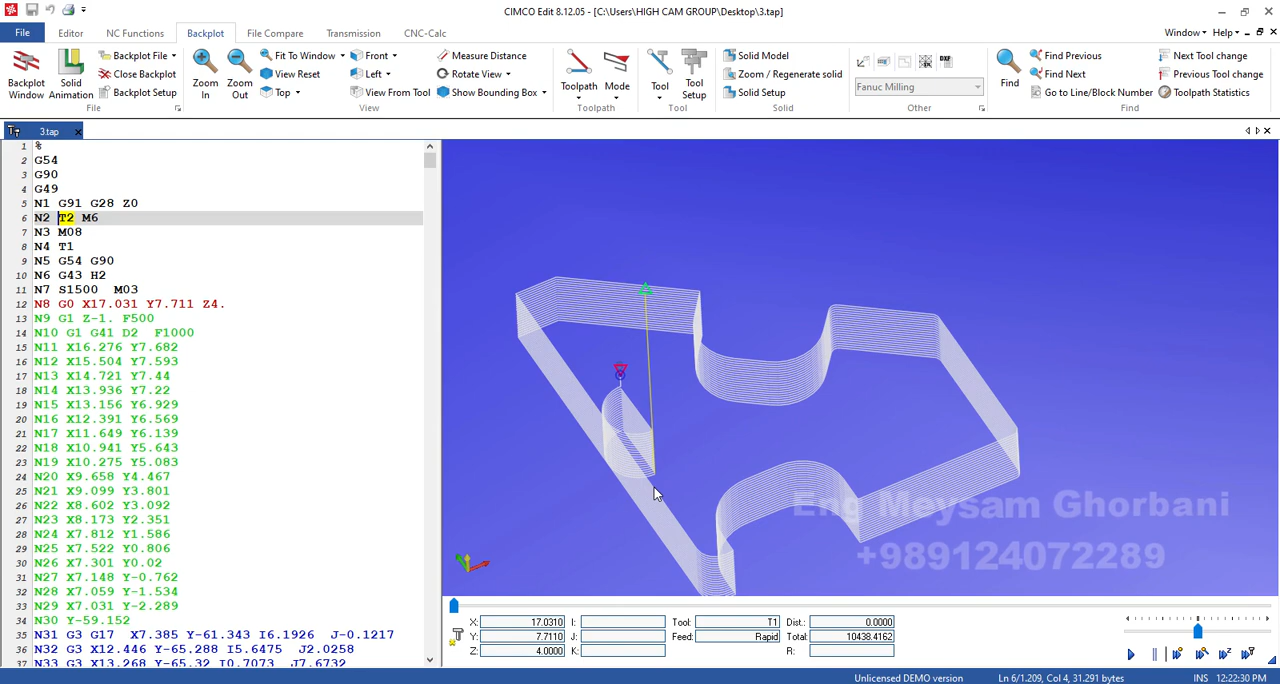 CIMCO Edit 8.12.05 - [C:\Users\HIGH CAM GROUP\Desktop\3.tap]
File Editor NC Functions Backplot File Compare Transmission CNC-Calc Window Help
Backplot File Fit To Window Front Measure Distance Solid Model Find Previous Next Tool change
Close Backplot View Reset Left Rotate View Zoom / Regenerate solid Find Next Previous Tool change
Backplot Window Solid Animation Backplot Setup Zoom In Zoom Out Top View From Tool Show Bounding Box Toolpath Mode Tool Tool Setup Solid Setup Fanuc Milling Find Go to Line/Block Number Toolpath Statistics
File View Toolpath Tool Solid Other Find
3.tap
1 %
2 G54
3 G90
4 G49
5 N1 G91 G28 Z0
6 N2 T2 M6
7 N3 M08
8 N4 T1
9 N5 G54 G90
10 N6 G43 H2
11 N7 S1500 M03
12 N8 G0 X17.031 Y7.711 Z4.
13 N9 G1 Z-1. F500
14 N10 G1 G41 D2 F1000
15 N11 X16.276 Y7.682
16 N12 X15.504 Y7.593
17 N13 X14.721 Y7.44
18 N14 X13.936 Y7.22
19 N15 X13.156 Y6.929
20 N16 X12.391 Y6.569
21 N17 X11.649 Y6.139
22 N18 X10.941 Y5.643
23 N19 X10.275 Y5.083
24 N20 X9.658 Y4.467
25 N21 X9.099 Y3.801
26 N22 X8.602 Y3.092
27 N23 X8.173 Y2.351
28 N24 X7.812 Y1.586
29 N25 X7.522 Y0.806
30 N26 X7.301 Y0.02
31 N27 X7.148 Y-0.762
32 N28 X7.059 Y-1.534
33 N29 X7.031 Y-2.289
34 N30 Y-59.152
35 N31 G3 G17 X7.385 Y-61.343 I6.1926 J-0.1217
36 N32 G3 X12.446 Y-65.288 I5.6475 J2.0258
37 N33 G3 X13.268 Y-65.32 I0.7073 J7.6732
Eng Meysam Ghorbani
+989124072289
X: 17.0310 I: Tool: T1 Dist.: 0.0000
Y: 7.7110 J: Feed: Rapid Total: 10438.4162
Z: 4.0000 K: R:
Unlicensed DEMO version Ln 6/1.209, Col 4, 31.291 bytes INS 12:22:30 PM